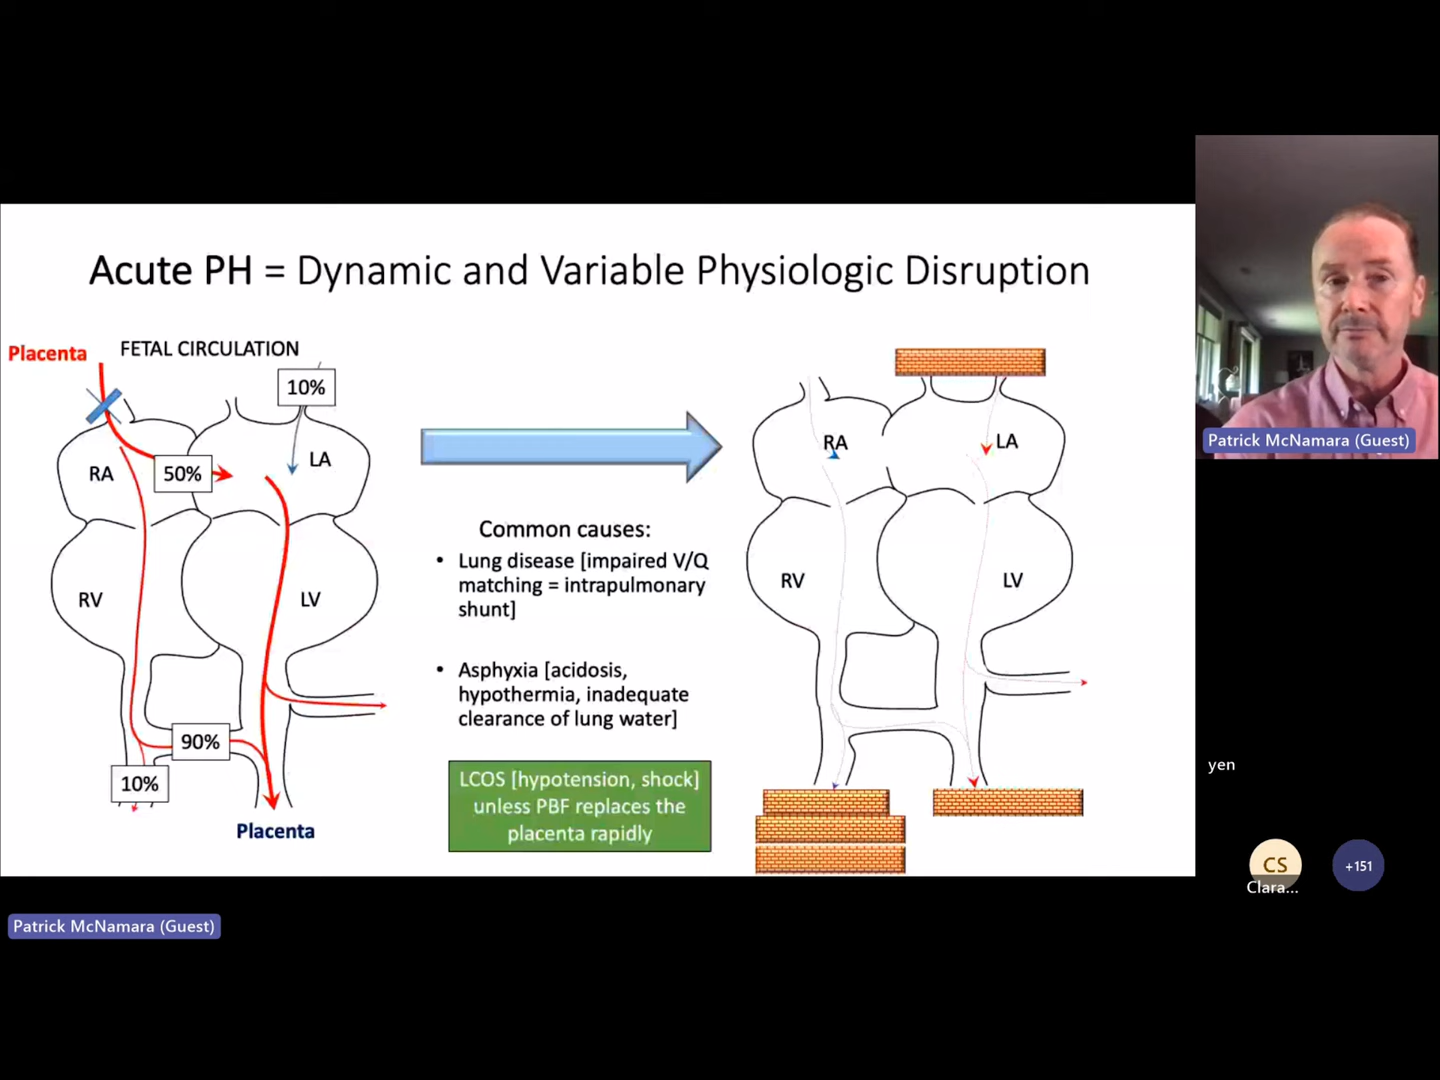 Acute PH = Dynamic and Variable Physiologic Disruption
Placenta
FETAL CIRCULATION
10%
RA
50%
LA
RV
LV
90%
10%
Placenta
Common causes:
• Lung disease [impaired V/Q
matching = intrapulmonary
shunt]
• Asphyxia [acidosis,
hypothermia, inadequate
clearance of lung water]
LCOS [hypotension, shock]
unless PBF replaces the
placenta rapidly
RA
LA
RV
LV
Patrick McNamara (Guest)
yen
CS
Clara...
+151
Patrick McNamara (Guest)